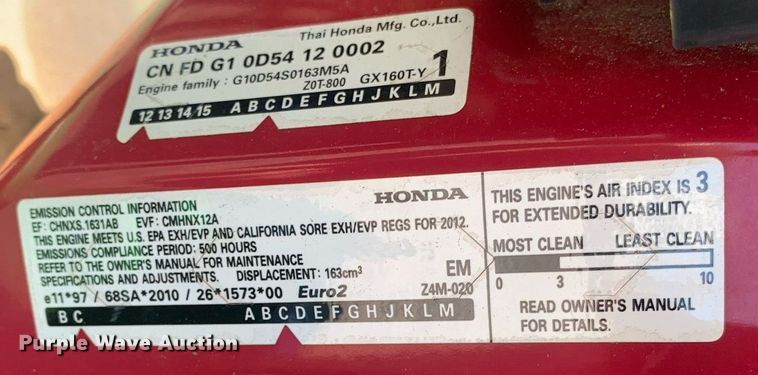 HONDA Thai Honda Mfg. Co.,Ltd.
CN FD G1 0D54 12 0002
Engine family : G10D54S0163M5A
Z0T-800 GX160T-Y 1
12 13 14 15 A B C D E F G H J K L M
EMISSION CONTROL INFORMATION HONDA
EF: CHNXS.1631AB EVF: CMHNX12A
THIS ENGINE MEETS U.S. EPA EXH/EVP AND CALIFORNIA SORE EXH/EVP REGS FOR 2012.
EMISSIONS COMPLIANCE PERIOD: 500 HOURS
REFER TO THE OWNER'S MANUAL FOR MAINTENANCE
SPECIFICATIONS AND ADJUSTMENTS. DISPLACEMENT: 163cm³ EM
e11*97 / 68SA*2010 / 26*1573*00 Euro2 Z4M-020
B C A B C D E F G H J K L M
THIS ENGINE'S AIR INDEX IS 3
FOR EXTENDED DURABILITY.
MOST CLEAN LEAST CLEAN
0 3 10
READ OWNER'S MANUAL
FOR DETAILS.
Purple Wave Auction